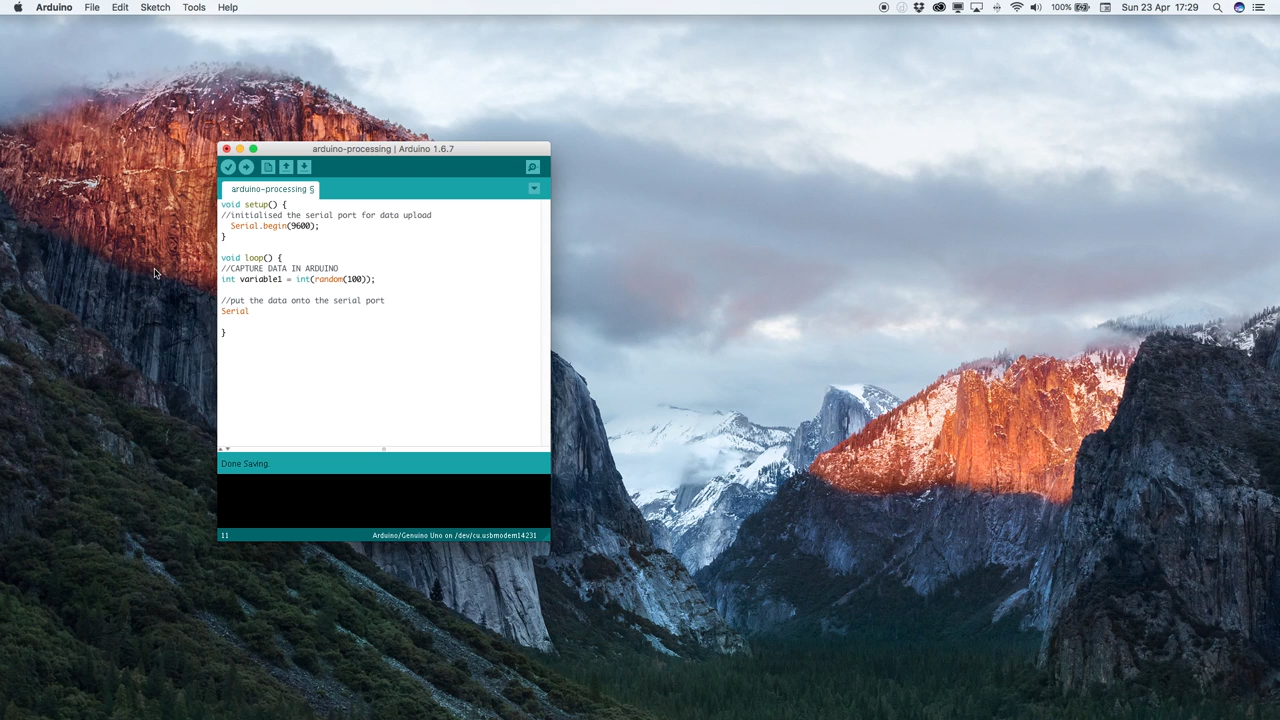 Arduino File Edit Sketch Tools Help 100% Sun 23 Apr 17:29
arduino-processing | Arduino 1.6.7
arduino-processing §
void setup() {
//initialised the serial port for data upload
Serial.begin(9600);
}
void loop() {
//CAPTURE DATA IN ARDUINO
int variable1 = int(random(100));
//put the data onto the serial port
Serial
}
Done Saving.
11 Arduino/Genuino Uno on /dev/cu.usbmodem14231